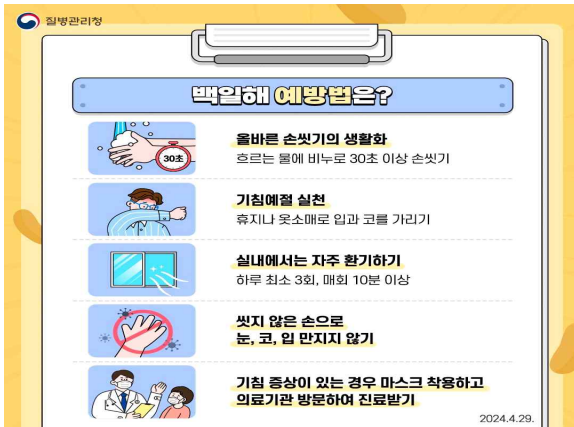 질병관리청
백일해 예방법은?
올바른 손씻기의 생활화
30초
흐르는 물에 비누로 30초 이상 손씻기
기침예절 실천
휴지나 옷소매로 입과 코를 가리기
실내에서는 자주 환기하기
하루 최소 3회, 매회 10분 이상
씻지 않은 손으로
눈, 코, 입 만지지 않기
기침 증상이 있는 경우 마스크 착용하고
의료기관 방문하여 진료받기
2024.4.29.